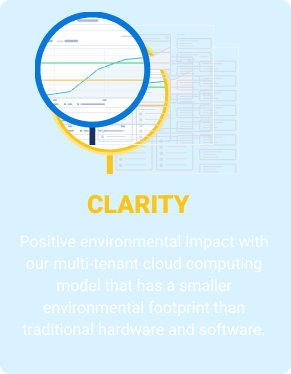 CLARITY
Positive environmental impact with
our multi-tenant cloud computing
model that has a smaller
environmental footprint than
traditional hardware and software.